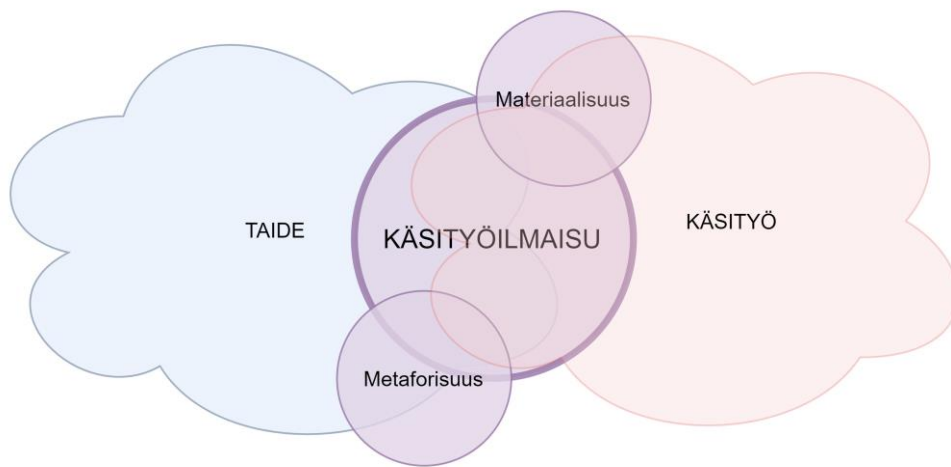 Materiaalisuus
TAIDE
KÄSITYÖILMAISU
KÄSITYÖ
Metaforisuus